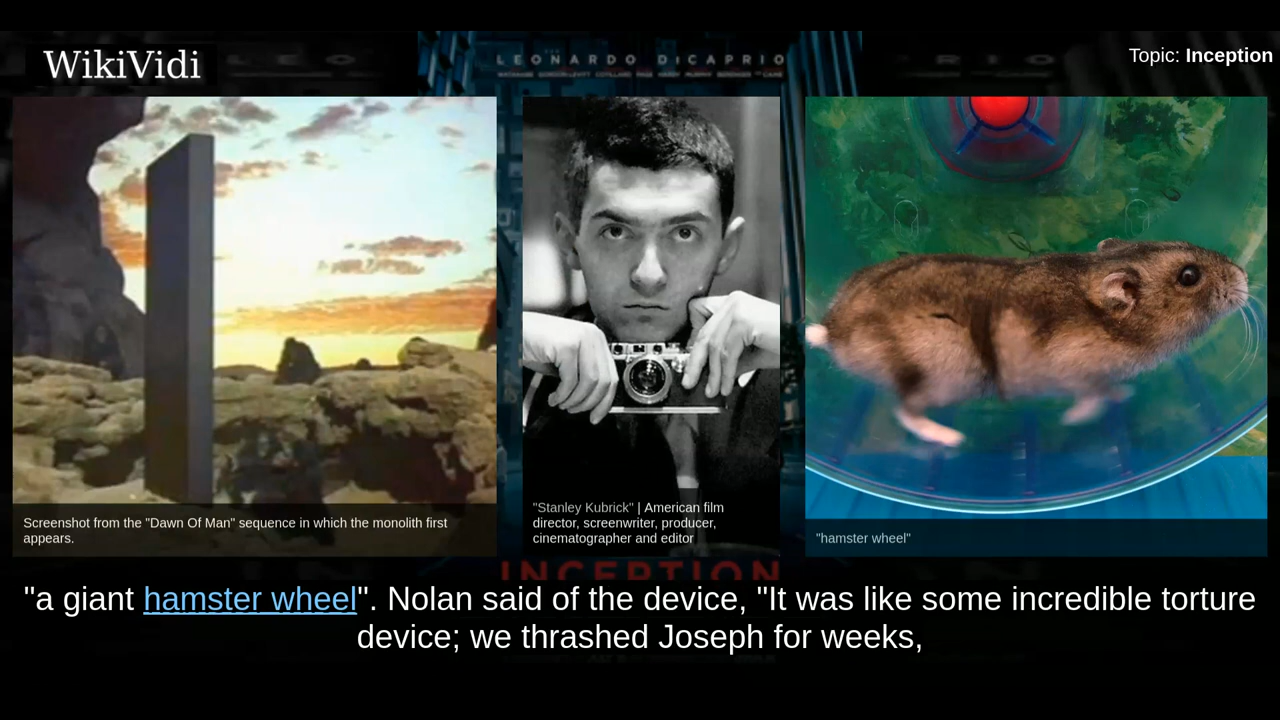 WikiVidi
Topic: Inception
LEONARDO DiCAPRIO
Screenshot from the "Dawn Of Man" sequence in which the monolith first
appears.
"Stanley Kubrick" | American film
director, screenwriter, producer,
cinematographer and editor
"hamster wheel"
INCEPTION
"a giant hamster wheel". Nolan said of the device, "It was like some incredible torture
device; we thrashed Joseph for weeks,